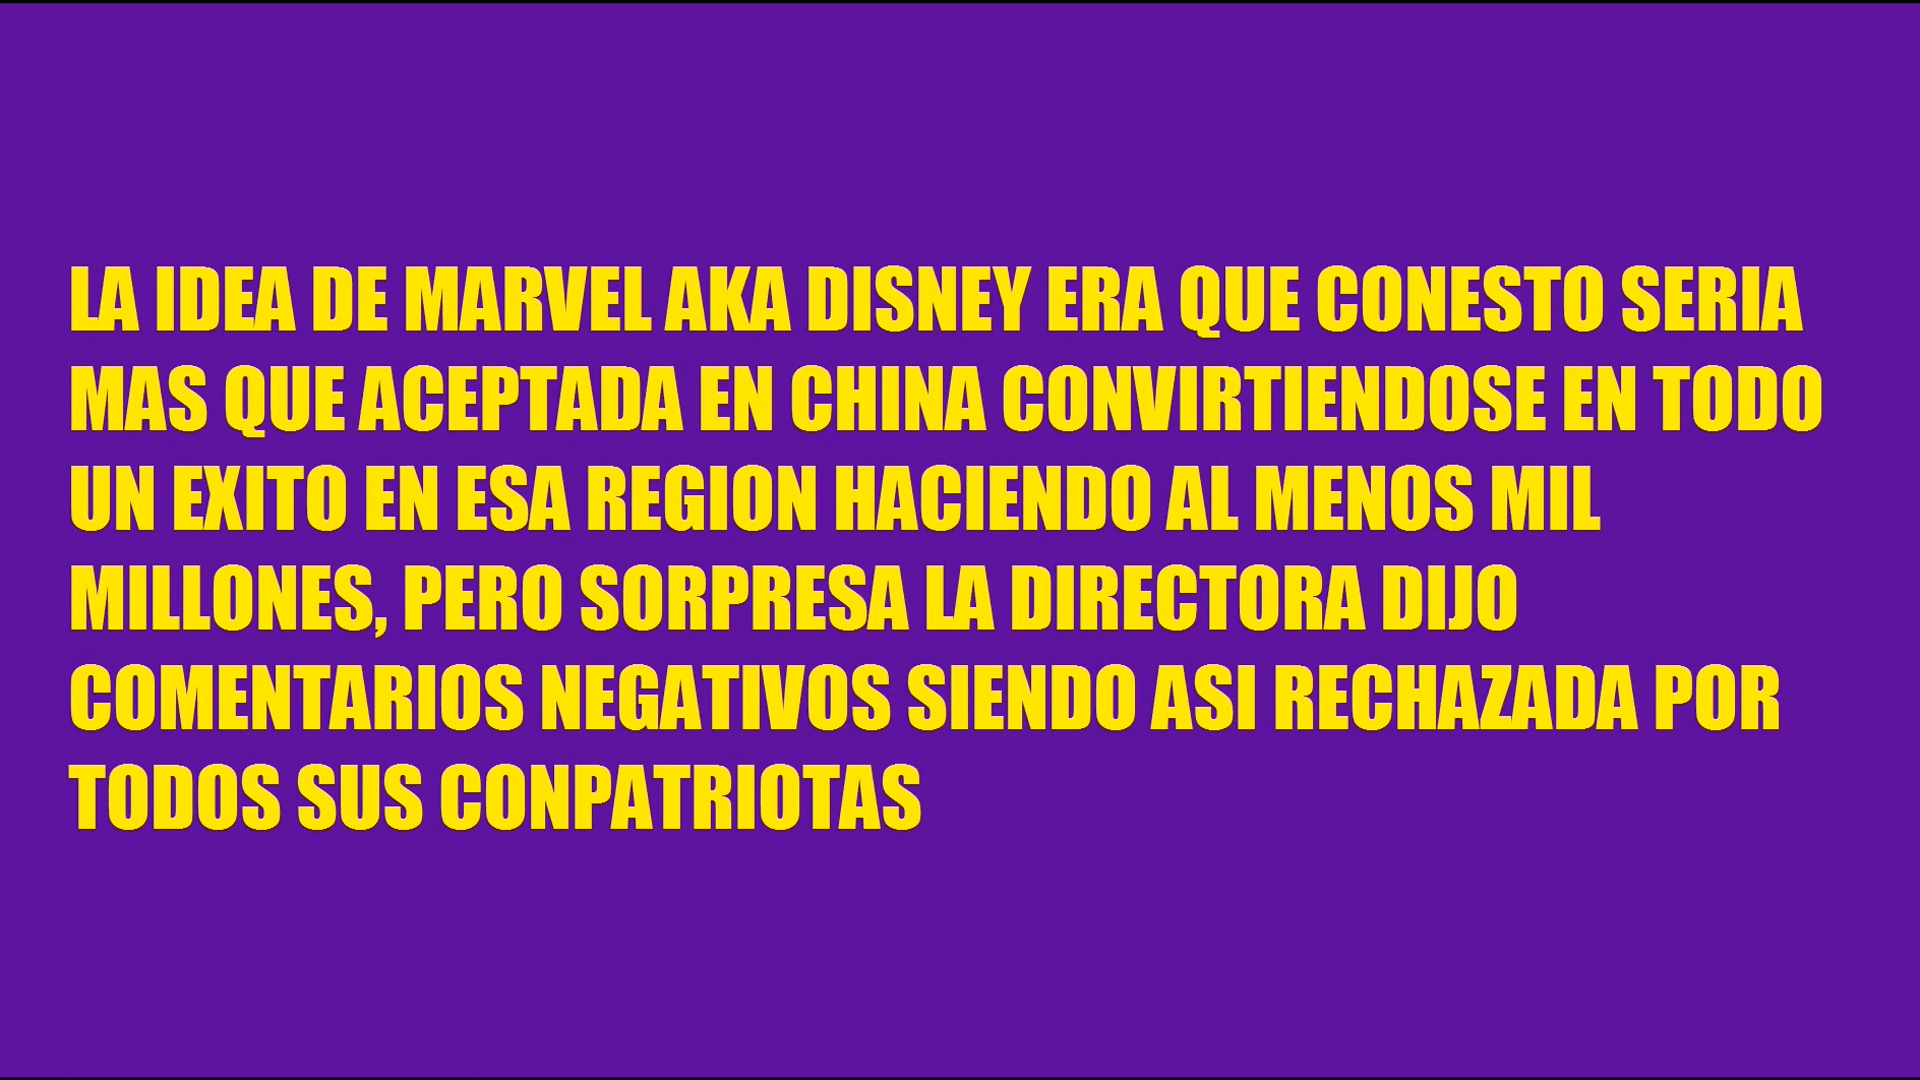 LA IDEA DE MARVEL AKA DISNEY ERA QUE CONESTO SERIA
MAS QUE ACEPTADA EN CHINA CONVIRTIENDOSE EN TODO
UN EXITO EN ESA REGION HACIENDO AL MENOS MIL
MILLONES, PERO SORPRESA LA DIRECTORA DIJO
COMENTARIOS NEGATIVOS SIENDO ASI RECHAZADA POR
TODOS SUS CONPATRIOTAS